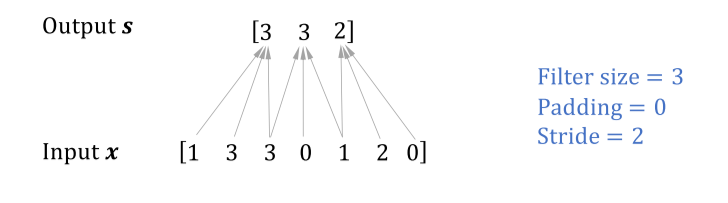 Output s
[3 3 2]
Filter size = 3
Padding = 0
Stride = 2
Input x
[1 3 3 0 1 2 0]